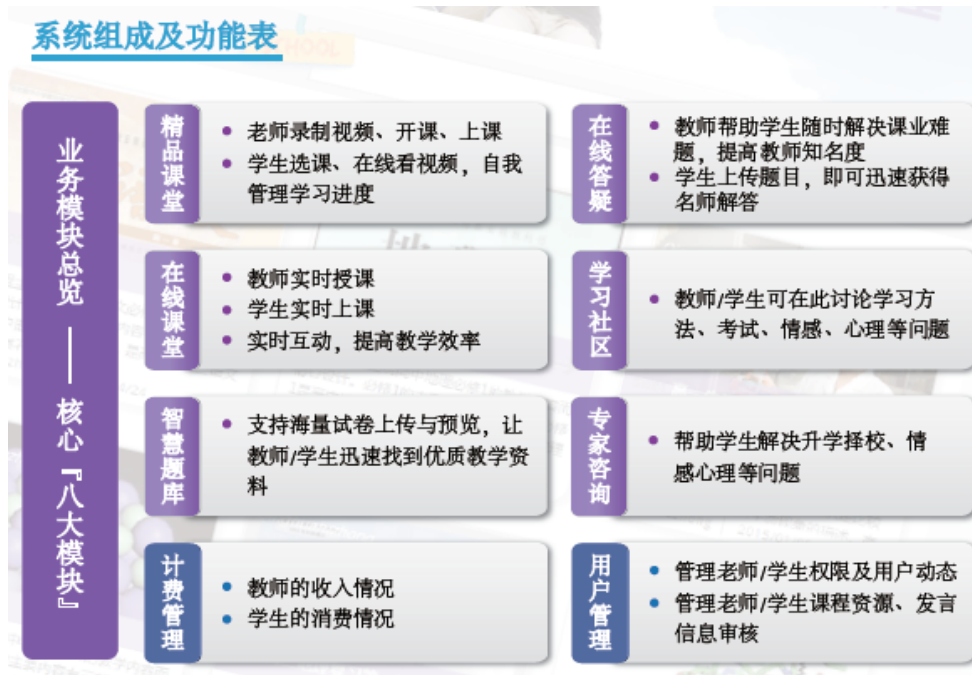 系统组成及功能表
业务模块总览——核心『八大模块』
精品课堂
老师录制视频、开课、上课
学生选课、在线看视频，自我
管理学习进度
在线答疑
教师帮助学生随时解决课业难
题，提高教师知名度
学生上传题目，即可迅速获得
名师解答
在线课堂
教师实时授课
学生实时上课
实时互动，提高教学效率
学习社区
教师/学生可在此讨论学习方
法、考试、情感、心理等问题
智慧题库
支持海量试卷上传与预览，让
教师/学生迅速找到优质教学资
料
专家咨询
帮助学生解决升学择校、情
感心理等问题
计费管理
教师的收入情况
学生的消费情况
用户管理
管理老师/学生权限及用户动态
管理老师/学生课程资源、发言
信息审核